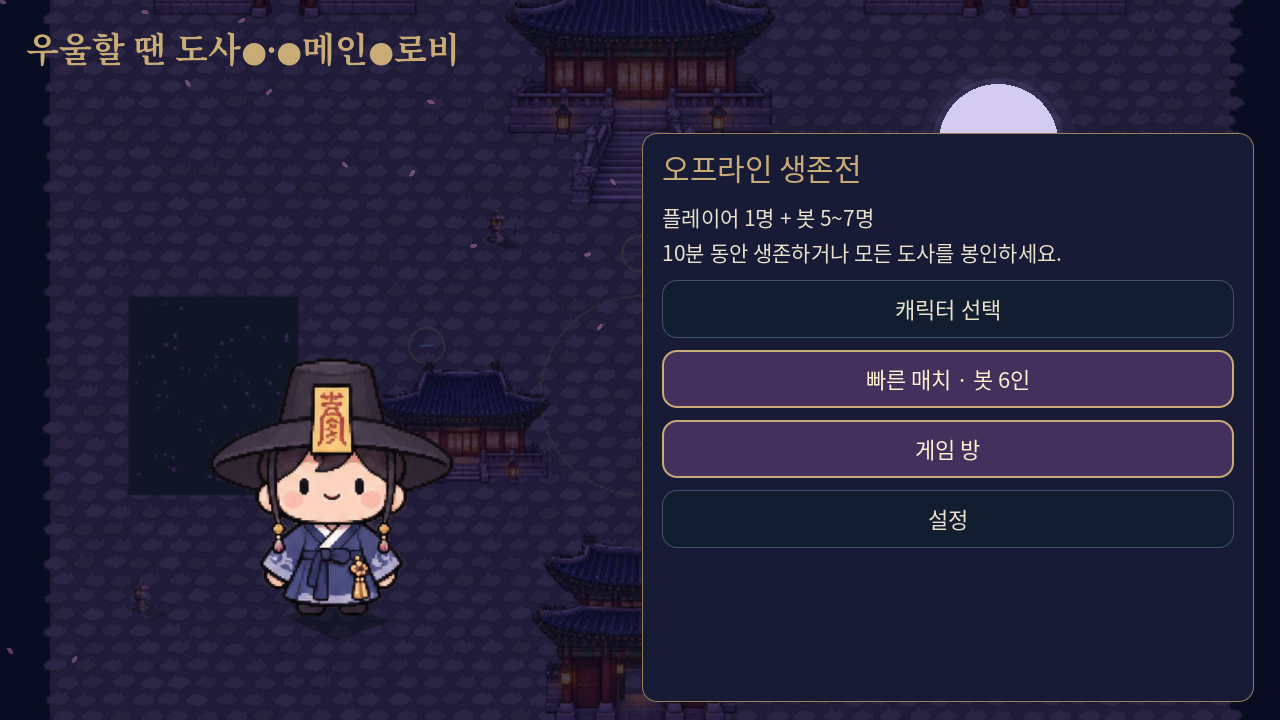 우울할 땐 도사●·●메인●로비
오프라인 생존전
플레이어 1명 + 봇 5~7명
10분 동안 생존하거나 모든 도사를 봉인하세요.
캐릭터 선택
빠른 매치 · 봇 6인
게임 방
설정